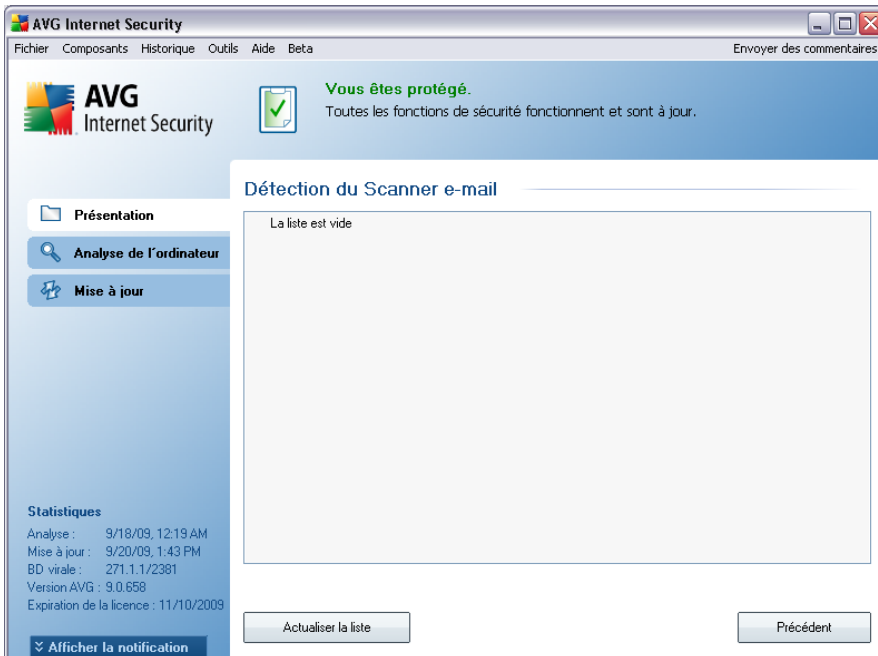 AVG Internet Security
Fichier Composants Historique Outils Aide Beta Envoyer des commentaires
AVG
Internet Security
Vous êtes protégé.
Toutes les fonctions de sécurité fonctionnent et sont à jour.
Présentation
Analyse de l´ordinateur
Mise à jour
Détection du Scanner e-mail
La liste est vide
Statistiques
Analyse : 9/18/09, 12:19 AM
Mise à jour : 9/20/09, 1:43 PM
BD virale : 271.1.1/2381
Version AVG : 9.0.658
Expiration de la licence : 11/10/2009
Afficher la notification
Actualiser la liste Précédent